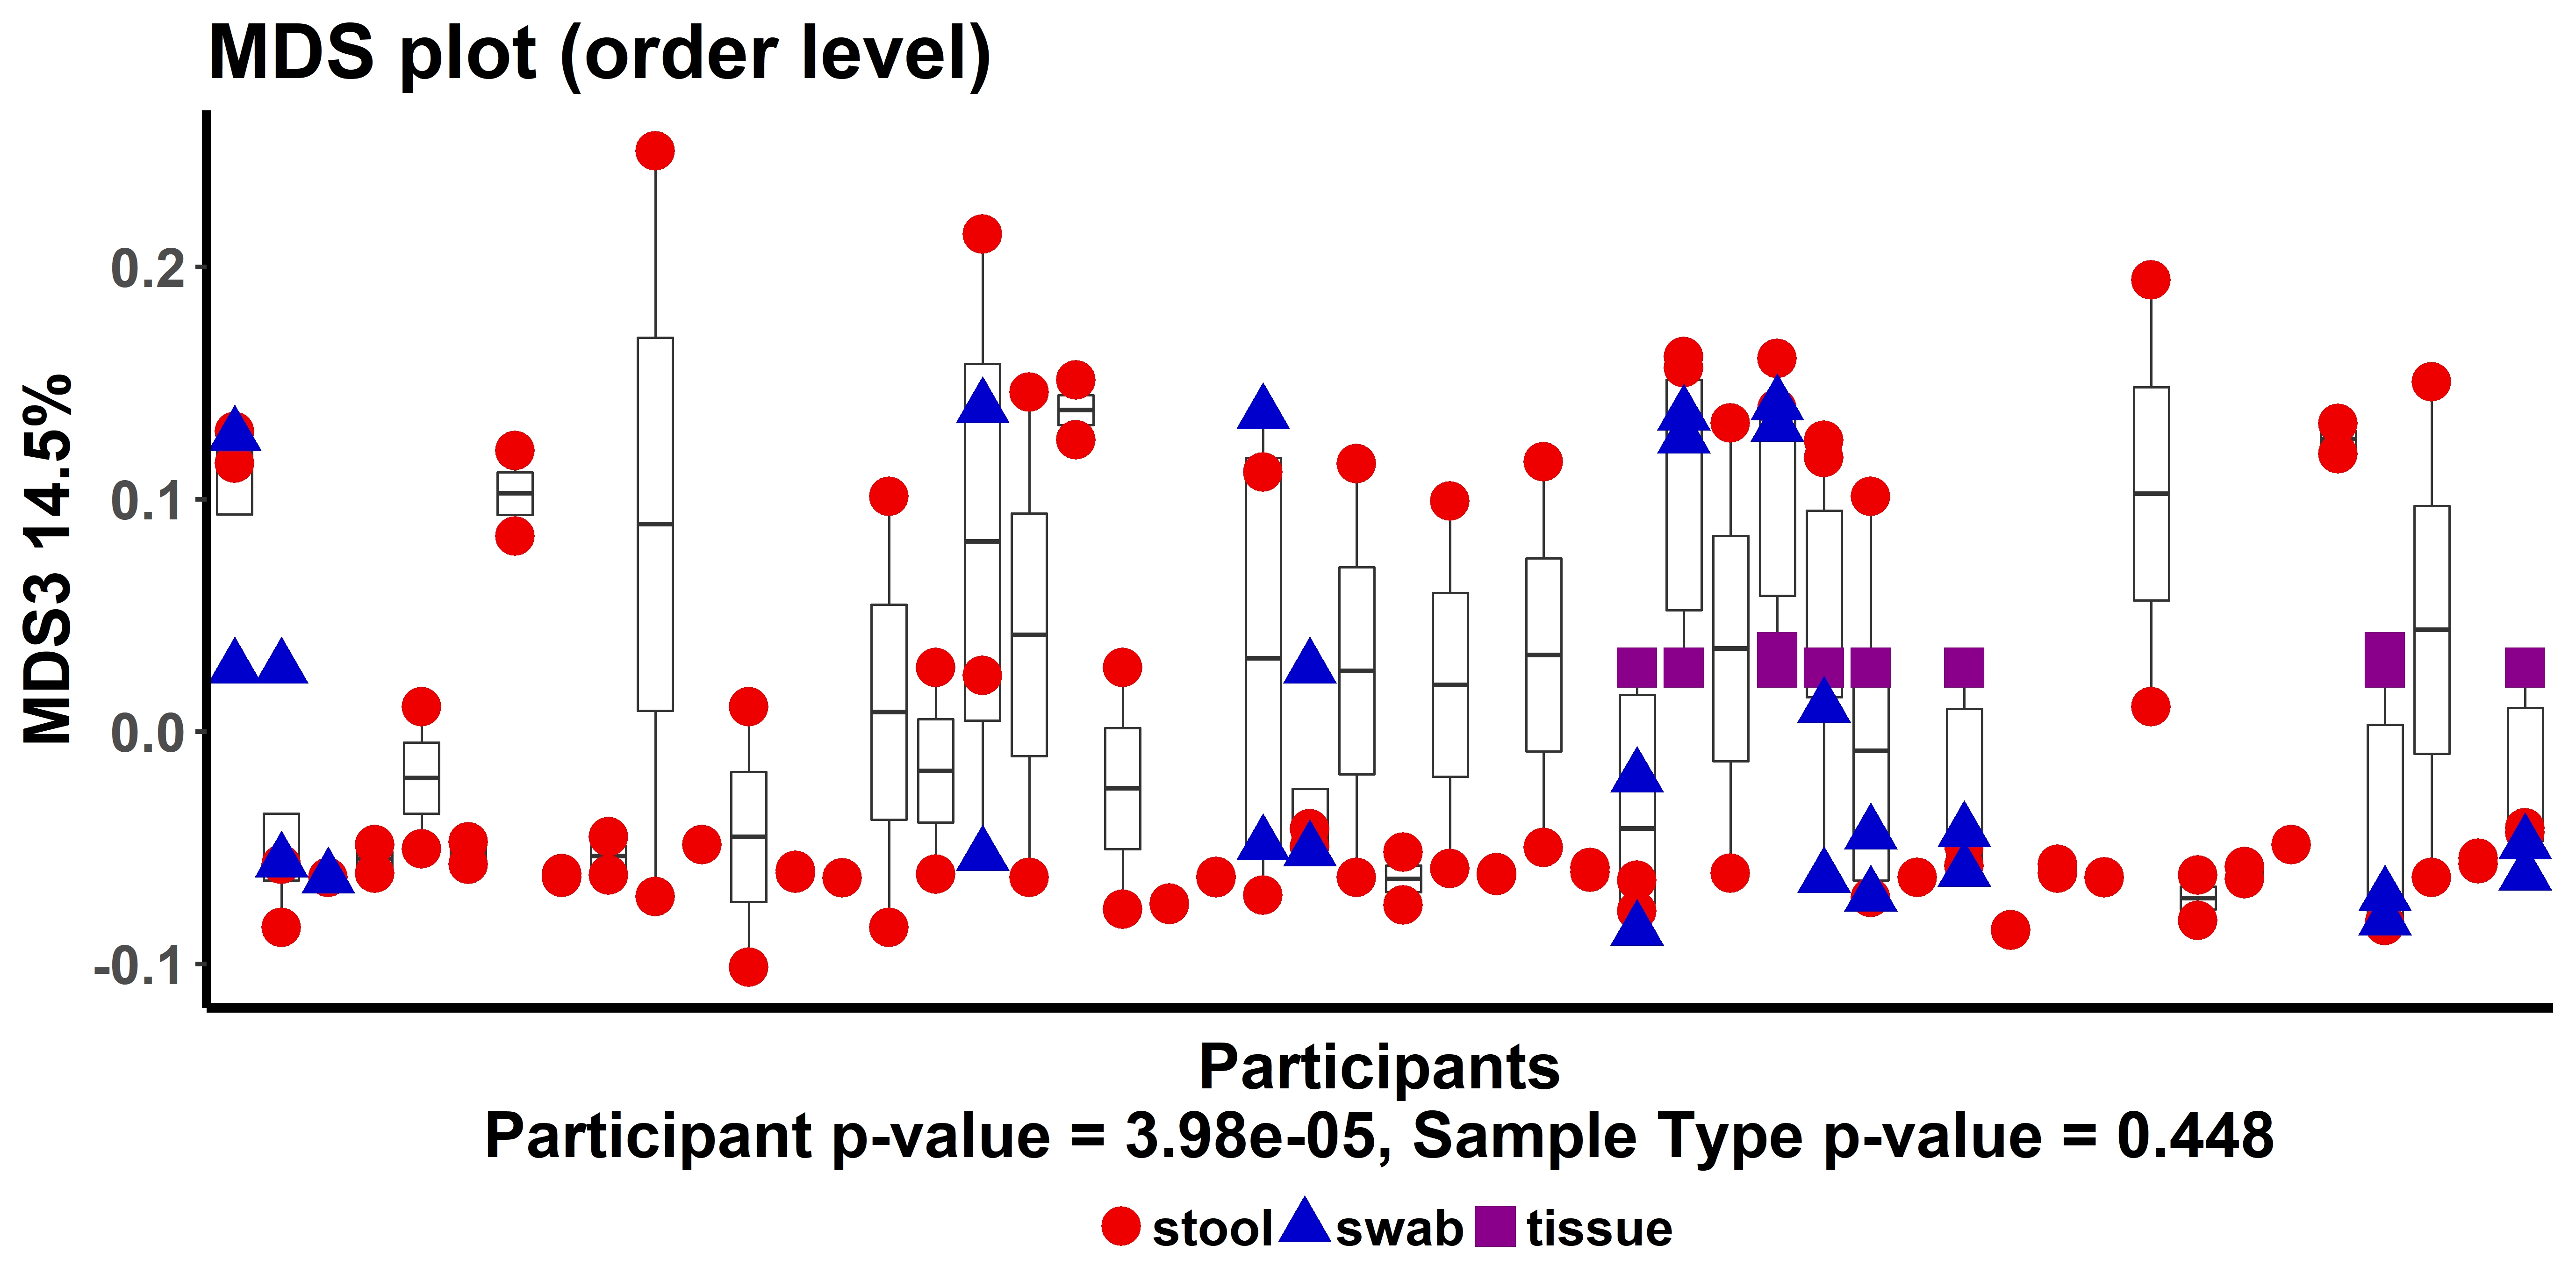 MDS plot (order level)
MDS3 14.5%
0.2
0.1
0.0
-0.1
Participants
Participant p-value = 3.98e-05, Sample Type p-value = 0.448
stool swab tissue